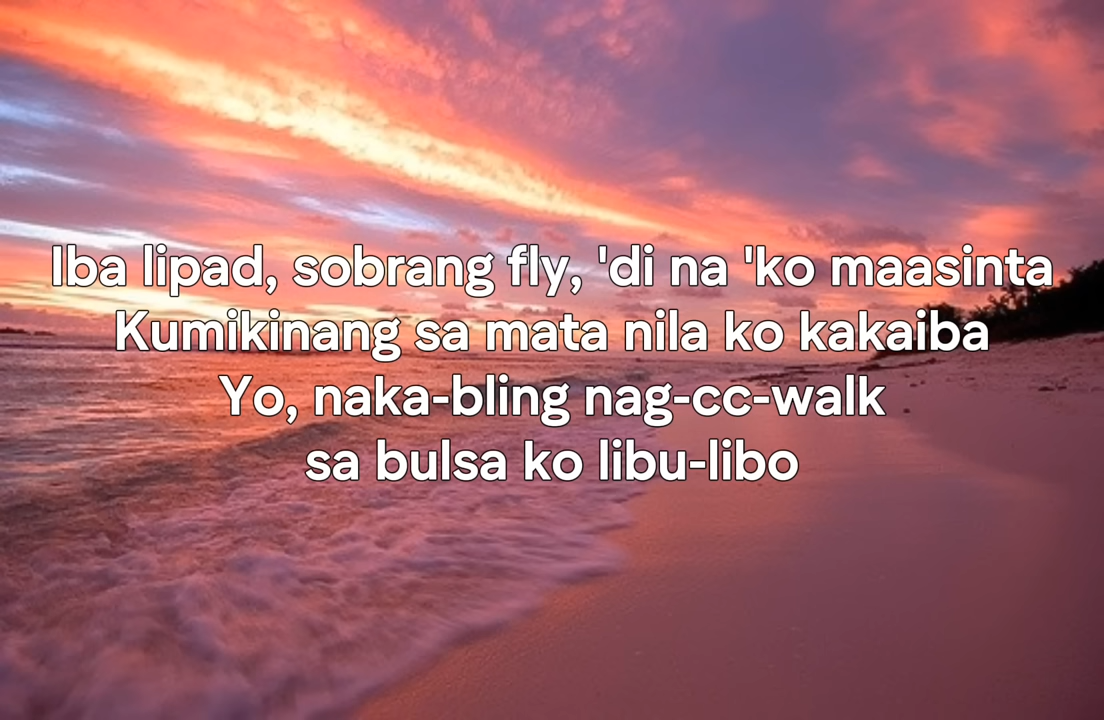 Iba lipad, sobrang fly, 'di na 'ko maasinta
Kumikinang sa mata nila ko kakaiba
Yo, naka-bling nag-cc-walk
sa bulsa ko libu-libo